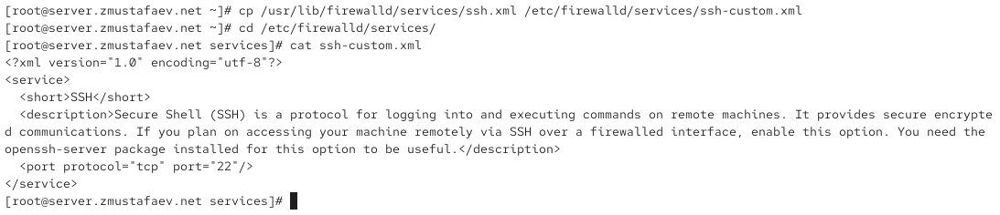 [root@server.zmustafaev.net ~]# cp /usr/lib/firewalld/services/ssh.xml /etc/firewalld/services/ssh-custom.xml
[root@server.zmustafaev.net ~]# cd /etc/firewalld/services/
[root@server.zmustafaev.net services]# cat ssh-custom.xml
<?xml version="1.0" encoding="utf-8"?>
<service>
  <short>SSH</short>
  <description>Secure Shell (SSH) is a protocol for logging into and executing commands on remote machines. It provides secure encrypte
d communications. If you plan on accessing your machine remotely via SSH over a firewalled interface, enable this option. You need the
openssh-server package installed for this option to be useful.</description>
  <port protocol="tcp" port="22"/>
</service>
[root@server.zmustafaev.net services]#